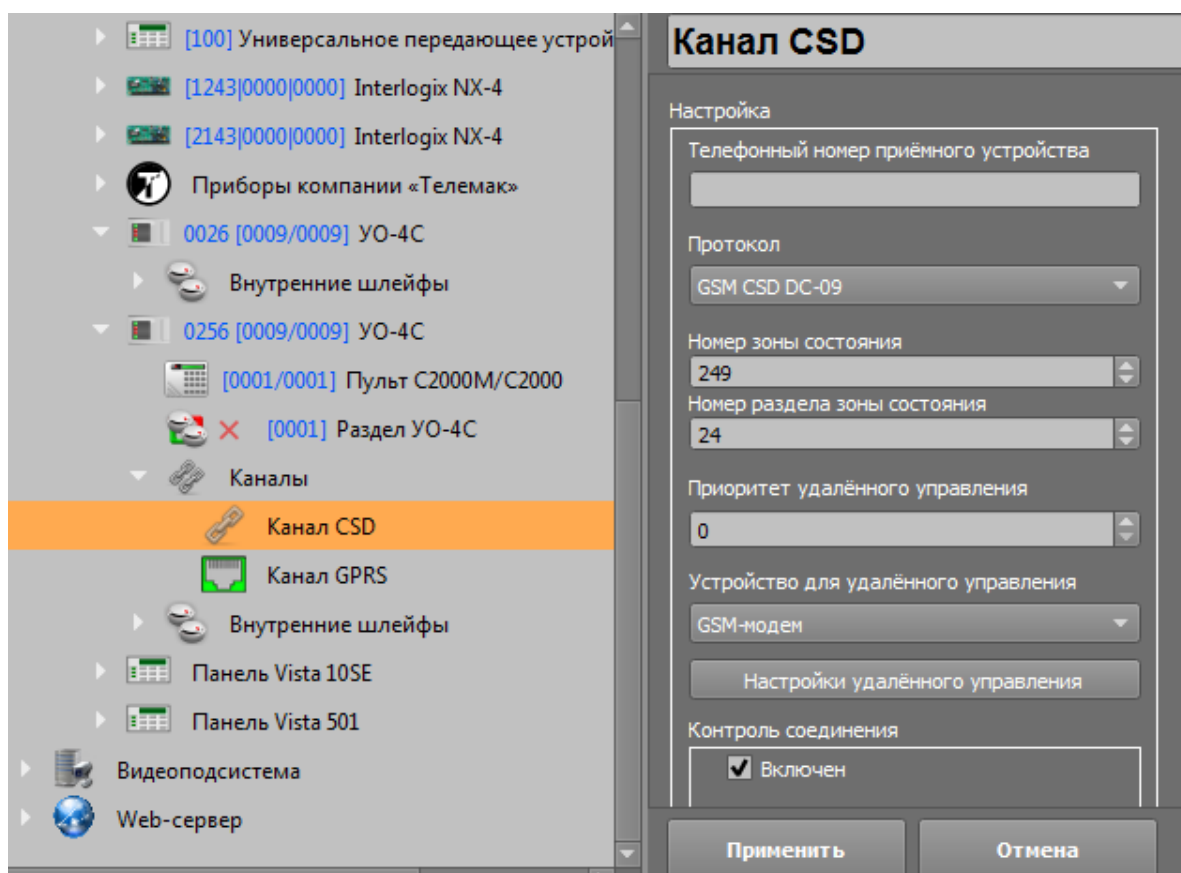 [100] Универсальное передающее устрой
[1243|0000|0000] Interlogix NX-4
[2143|0000|0000] Interlogix NX-4
Приборы компании «Телемак»
0026 [0009/0009] УО-4С
Внутренние шлейфы
0256 [0009/0009] УО-4С
[0001/0001] Пульт С2000М/С2000
[0001] Раздел УО-4С
Каналы
Канал CSD
Канал GPRS
Внутренние шлейфы
Панель Vista 10SE
Панель Vista 501
Видеоподсистема
Web-сервер
Канал CSD
Настройка
Телефонный номер приёмного устройства
Протокол
GSM CSD DC-09
Номер зоны состояния
249
Номер раздела зоны состояния
24
Приоритет удалённого управления
0
Устройство для удалённого управления
GSM-модем
Настройки удалённого управления
Контроль соединения
Включен
Применить
Отмена